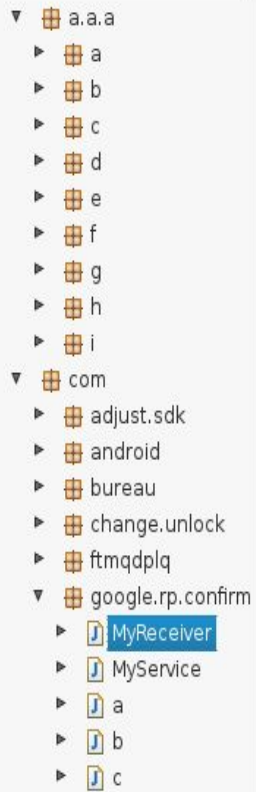 a.a.a
a
b
c
d
e
f
g
h
i
com
adjust.sdk
android
bureau
change.unlock
ftmqdplq
google.rp.confirm
MyReceiver
MyService
a
b
c